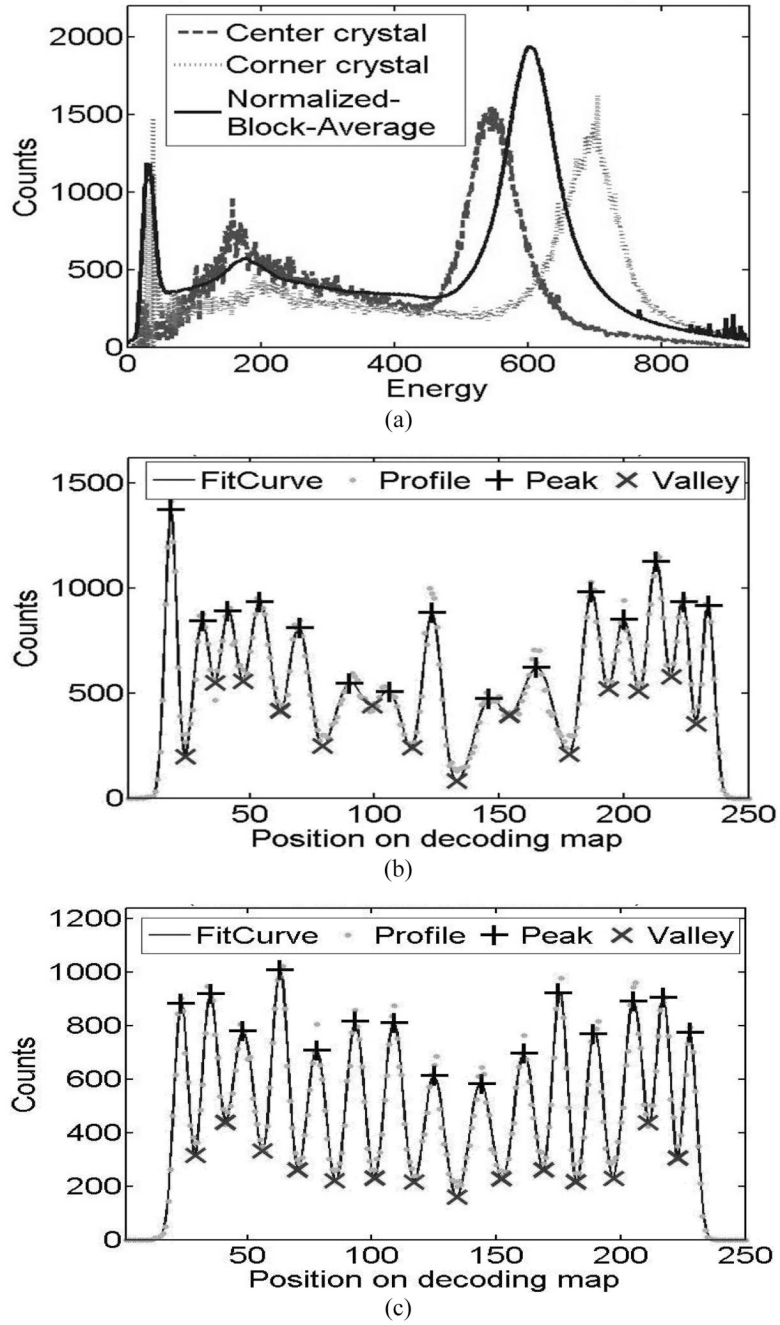 2000
1500
1000
500
0
Counts
Center crystal
Corner crystal
Normalized-
Block-Average
0 200 400 600 800
Energy
(a)
1500
1000
500
0
Counts
FitCurve Profile Peak Valley
50 100 150 200 250
Position on decoding map
(b)
1200
1000
800
600
400
200
0
Counts
FitCurve Profile Peak Valley
50 100 150 200 250
Position on decoding map
(c)